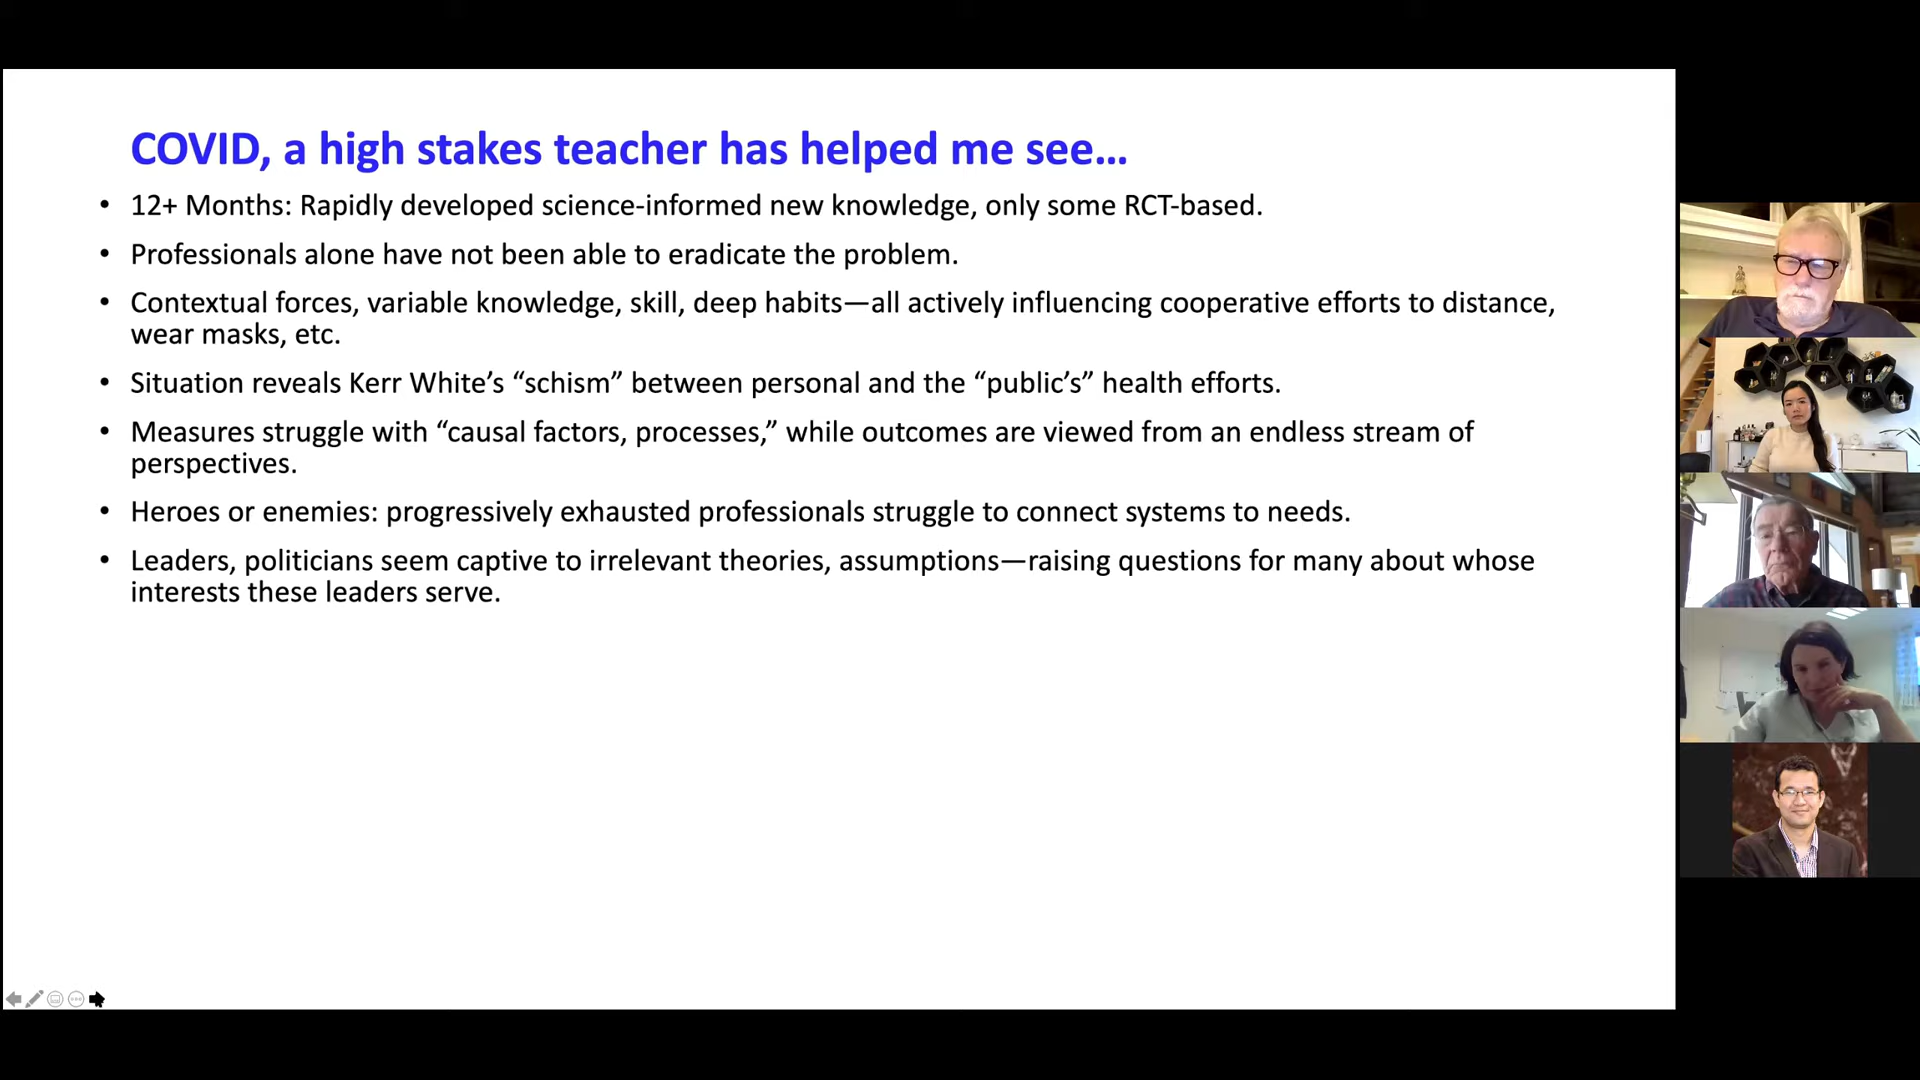 COVID, a high stakes teacher has helped me see…
• 12+ Months: Rapidly developed science-informed new knowledge, only some RCT-based.
• Professionals alone have not been able to eradicate the problem.
• Contextual forces, variable knowledge, skill, deep habits—all actively influencing cooperative efforts to distance,
wear masks, etc.
• Situation reveals Kerr White’s “schism” between personal and the “public’s” health efforts.
• Measures struggle with “causal factors, processes,” while outcomes are viewed from an endless stream of
perspectives.
• Heroes or enemies: progressively exhausted professionals struggle to connect systems to needs.
• Leaders, politicians seem captive to irrelevant theories, assumptions—raising questions for many about whose
interests these leaders serve.